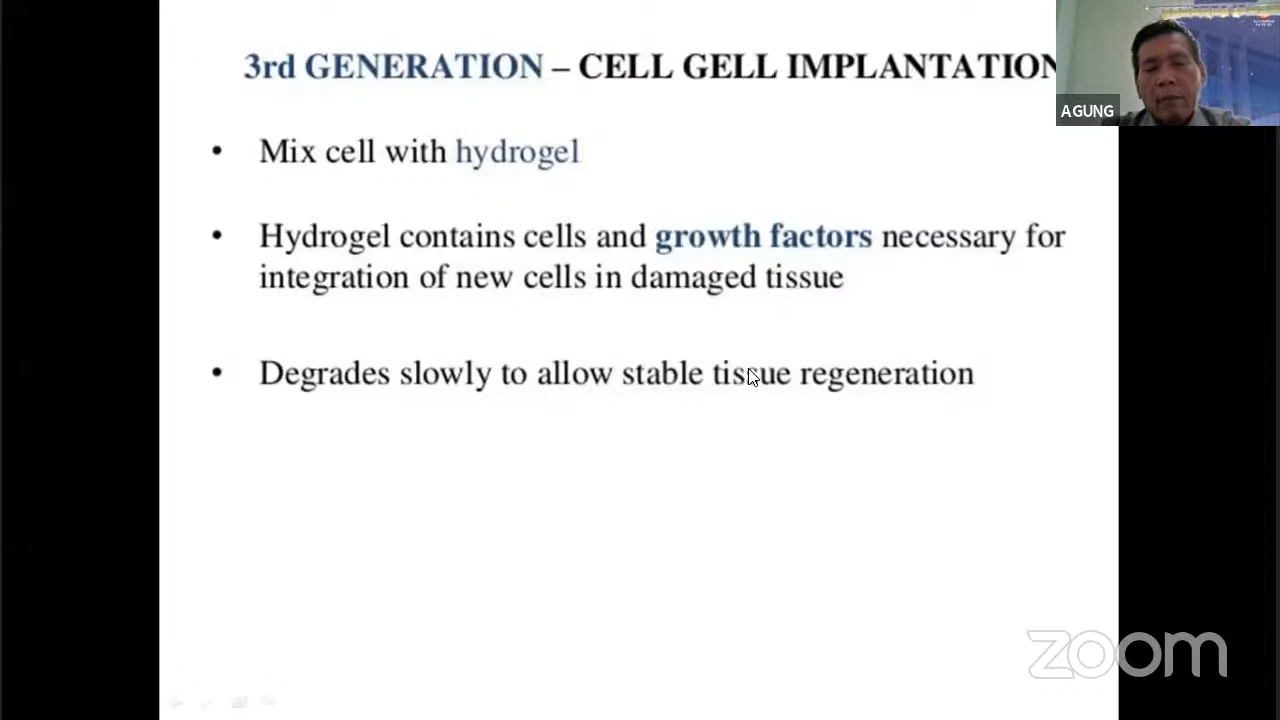 3rd GENERATION – CELL GELL IMPLANTATION
AGUNG
• Mix cell with hydrogel
• Hydrogel contains cells and growth factors necessary for
integration of new cells in damaged tissue
• Degrades slowly to allow stable tissue regeneration
zoom